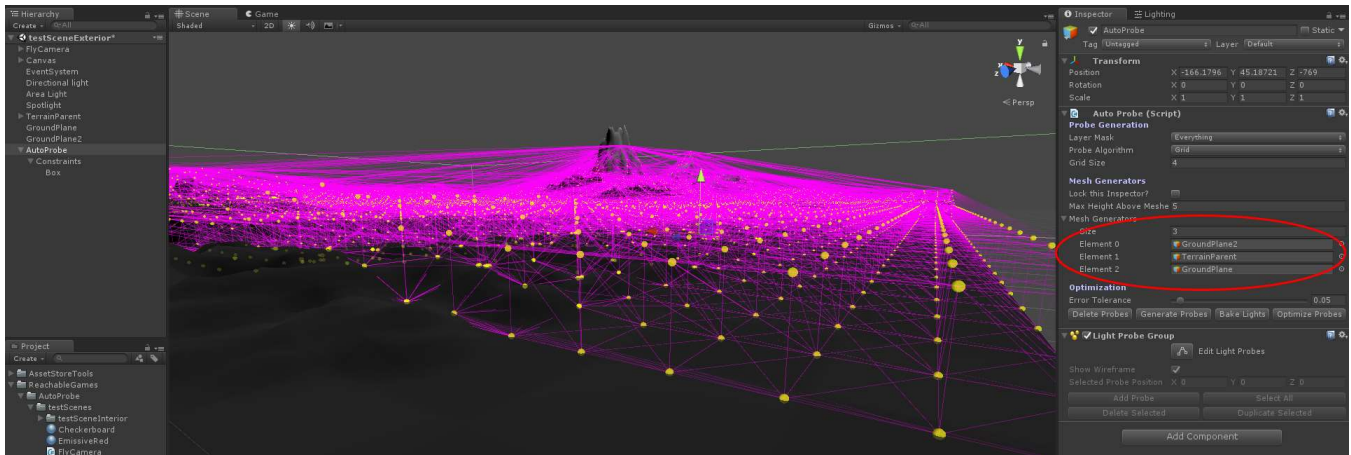 Hierarchy
Create
All
testSceneExterior*
FlyCamera
Canvas
EventSystem
Directional light
Area Light
Spotlight
TerrainParent
GroundPlane
GroundPlane2
AutoProbe
Constraints
Box
Project
Create
AssetStoreTools
ReachableGames
AutoProbe
testScenes
testSceneInterior
Checkerboard
EmissiveRed
FlyCamera
Scene Game
Shaded 2D Gizmos All
y
x
z
Persp
Inspector Lighting
AutoProbe Static
Tag Untagged Layer Default
Transform
Position X -166.1796 Y 45.18721 Z -769
Rotation X 0 Y 0 Z 0
Scale X 1 Y 1 Z 1
Auto Probe (Script)
Probe Generation
Layer Mask Everything
Probe Algorithm Grid
Grid Size 4
Mesh Generators
Lock this Inspector?
Max Height Above Meshe 5
Mesh Generators
Size 3
Element 0 GroundPlane2
Element 1 TerrainParent
Element 2 GroundPlane
Optimization
Error Tolerance 0.05
Delete Probes Generate Probes Bake Lights Optimize Probes
Light Probe Group
Edit Light Probes
Show Wireframe
Selected Probe Position X 0 Y 0 Z 0
Add Probe Select All
Delete Selected Duplicate Selected
Add Component